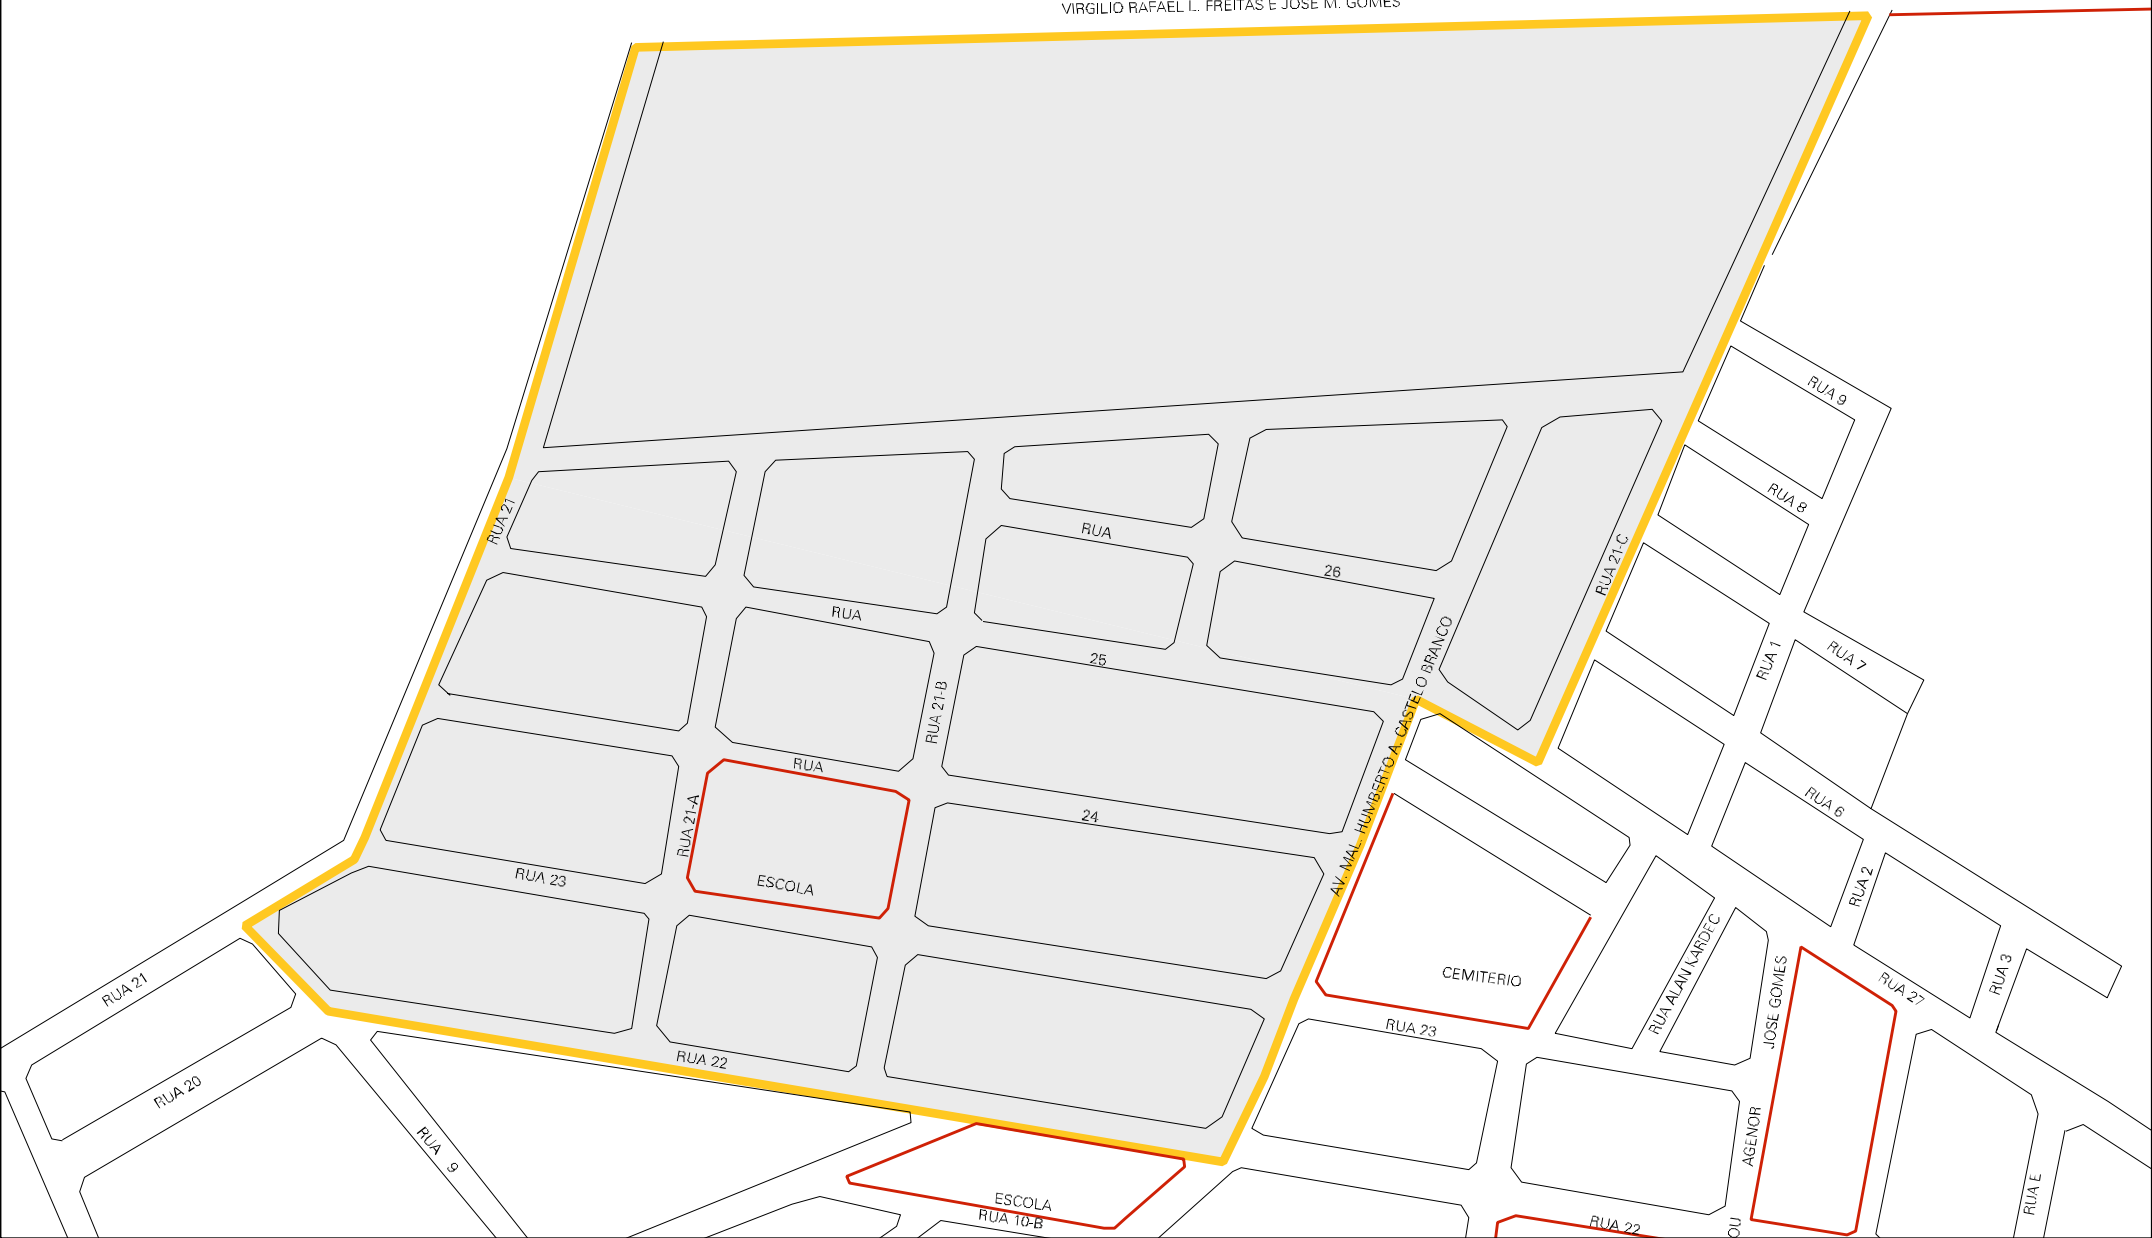 VIRGILIO RAFAEL L. FREITAS E JOSE M. GOMES
RUA 9
RUA 21
RUA 8
RUA
RUA 21-C
26
RUA
RUA 1
RUA 7
25
AV. MAL. HUMBERTO A. CASTELO BRANCO
RUA 21-B
RUA
RUA 6
24
RUA 21-A
RUA 23
ESCOLA
RUA 2
RUA ALAN KARDEC
CEMITERIO
RUA 21
JOSE GOMES
RUA 27
RUA 3
RUA 23
RUA 22
RUA 20
AGENOR
RUA 9
ESCOLA
RUA E
RUA 10-B
RUA 22
OU